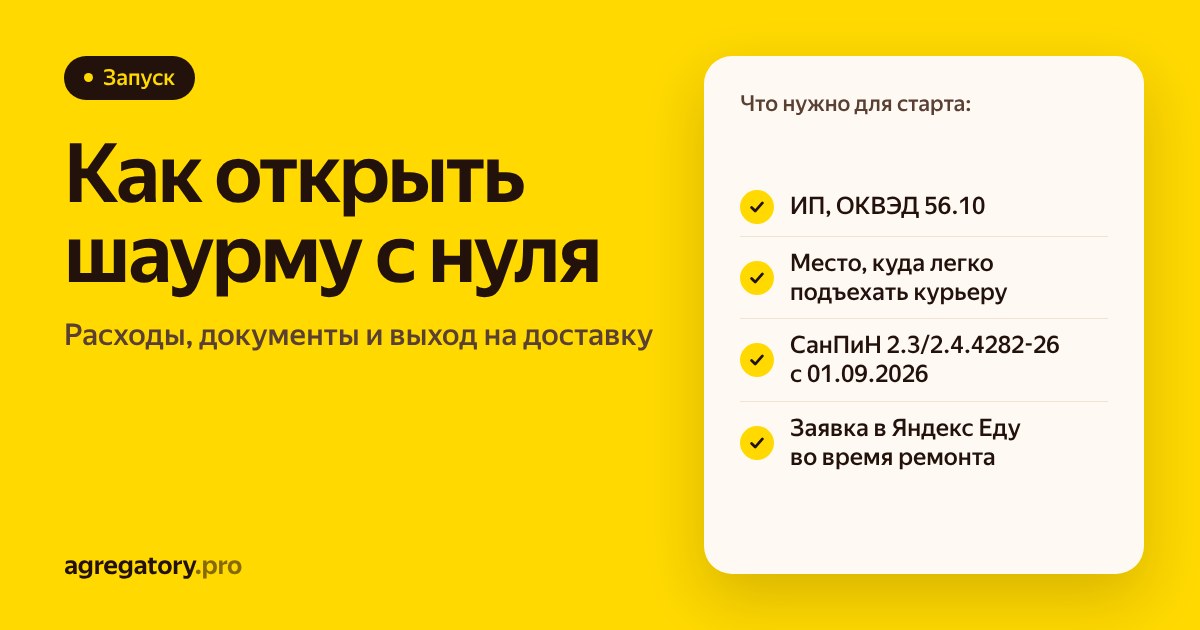 Запуск
Как открыть
шаурму с нуля
Расходы, документы и выход на доставку
agregatory.pro
Что нужно для старта:
ИП, ОКВЭД 56.10
Место, куда легко
подъехать курьеру
СанПиН 2.3/2.4.4282-26
с 01.09.2026
Заявка в Яндекс Еду
во время ремонта